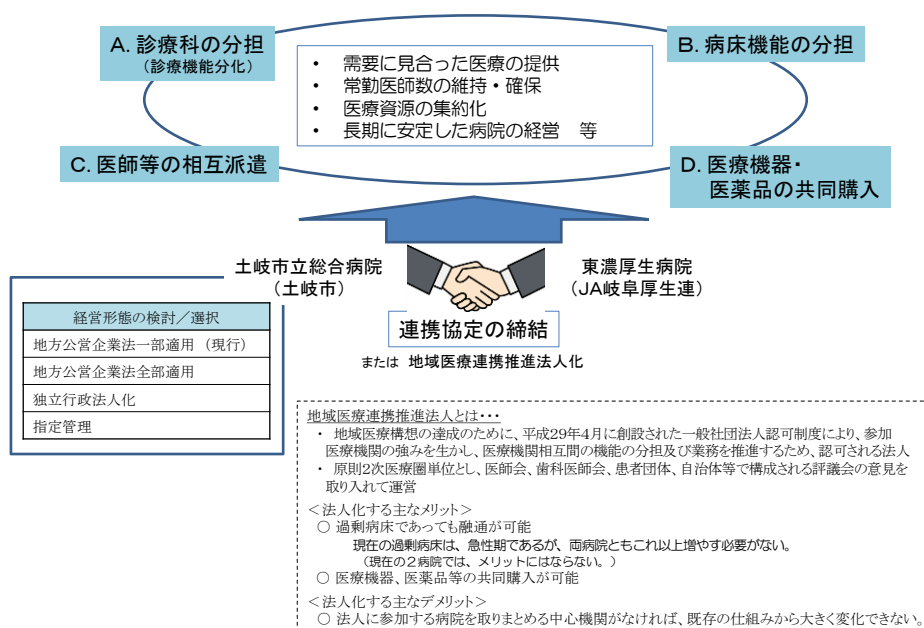 A. 診療科の分担
（診療機能分化）
B. 病床機能の分担
・ 需要に見合った医療の提供
・ 常勤医師数の維持・確保
・ 医療資源の集約化
・ 長期に安定した病院の経営　等
C. 医師等の相互派遣
D. 医療機器・
医薬品の共同購入
土岐市立総合病院
（土岐市）
東濃厚生病院
（JA岐阜厚生連）
連携協定の締結
または 地域医療連携推進法人化
経営形態の検討／選択
地方公営企業法一部適用 （現行）
地方公営企業法全部適用
独立行政法人化
指定管理
地域医療連携推進法人とは・・・
・ 地域医療構想の達成のために、平成29年4月に創設された一般社団法人認可制度により、参加
医療機関の強みを生かし、医療機関相互間の機能の分担及び業務を推進するため、認可される法人
・ 原則2次医療圏単位とし、医師会、歯科医師会、患者団体、自治体等で構成される評議会の意見を
取り入れて運営
＜法人化する主なメリット＞
○ 過剰病床であっても融通が可能
現在の過剰病床は、急性期であるが、両病院ともこれ以上増やす必要がない。
（現在の２病院では、メリットにはならない。）
○ 医療機器、医薬品等の共同購入が可能
＜法人化する主なデメリット＞
○ 法人に参加する病院を取りまとめる中心機関がなければ、既存の仕組みから大きく変化できない。